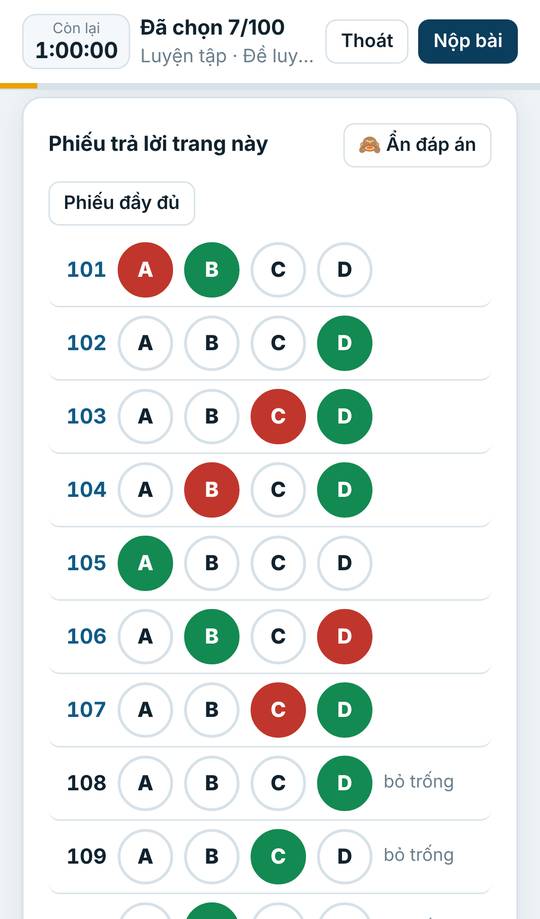 Còn lại
1:00:00
Đã chọn 7/100
Luyện tập · Đề luy...
Thoát
Nộp bài
Phiếu trả lời trang này
🙈 Ẩn đáp án
Phiếu đầy đủ
101 A B C D
102 A B C D
103 A B C D
104 A B C D
105 A B C D
106 A B C D
107 A B C D
108 A B C D bỏ trống
109 A B C D bỏ trống